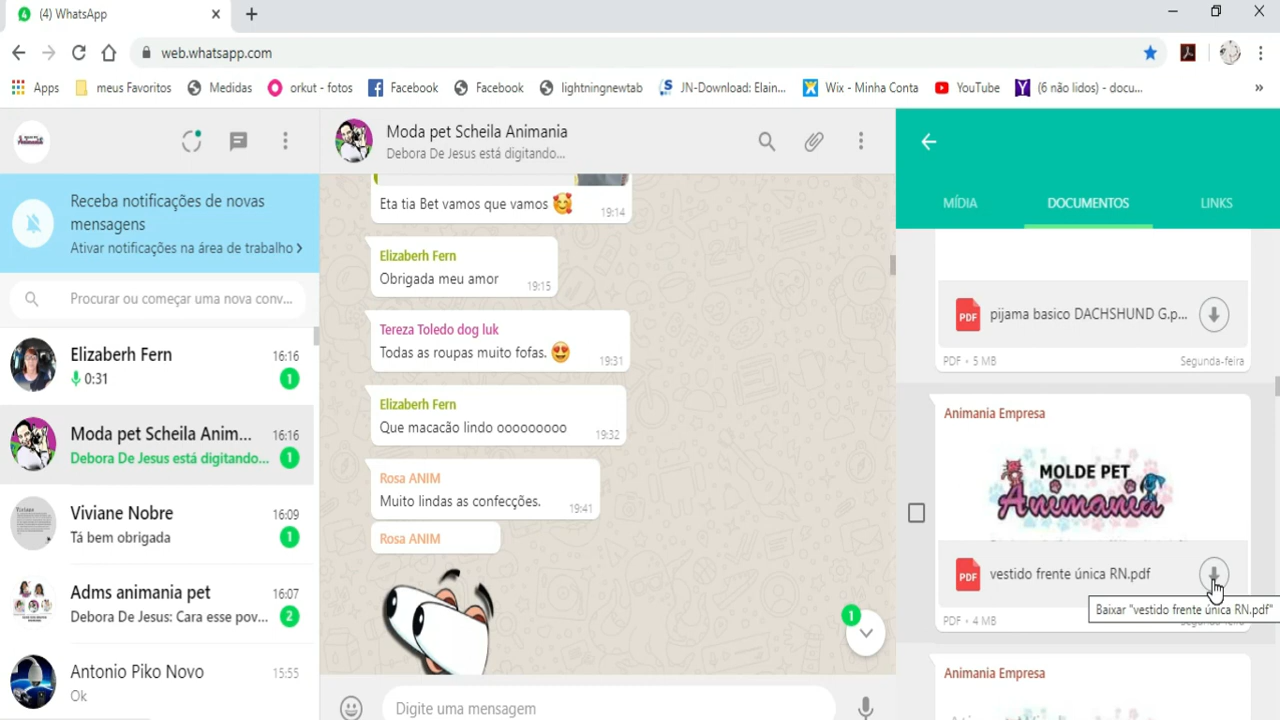 (4) WhatsApp
web.whatsapp.com
Apps
meus Favoritos
Medidas
orkut - fotos
Facebook
Facebook
lightningnewtab
JN-Download: Elain...
Wix - Minha Conta
YouTube
(6 não lidos) - docu...
»
Receba notificações de novas
mensagens
Ativar notificações na área de trabalho >
Procurar ou começar uma nova conv...
Elizaberh Fern
16:16
0:31
1
Moda pet Scheila Anim...
16:16
Debora De Jesus está digitando...
1
Viviane Nobre
16:09
Tá bem obrigada
1
Adms animania pet
16:07
Debora De Jesus: Cara esse pov...
2
Antonio Piko Novo
15:55
Ok
Moda pet Scheila Animania
Debora De Jesus está digitando...
Eta tia Bet vamos que vamos 🥰
19:14
Elizaberh Fern
Obrigada meu amor
19:15
Tereza Toledo dog luk
Todas as roupas muito fofas. 😍
19:31
Elizaberh Fern
Que macacão lindo ooooooooo
19:32
Rosa ANIM
Muito lindas as confecções.
19:41
Rosa ANIM
1
Digite uma mensagem
MÍDIA
DOCUMENTOS
LINKS
PDF
pijama basico DACHSHUND G.p...
PDF • 5 MB
Segunda-feira
Animania Empresa
MOLDE PET
Animania
PDF
vestido frente única RN.pdf
Baixar "vestido frente única RN.pdf"
PDF • 4 MB
Animania Empresa